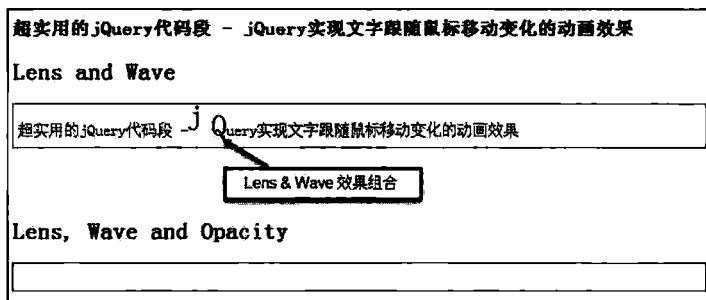 超实用的jQuery代码段 - jQuery实现文字跟随鼠标移动变化的动画效果
Lens and Wave
超实用的jQuery代码段 -jQuery实现文字跟随鼠标移动变化的动画效果
Lens & Wave 效果组合
Lens, Wave and Opacity